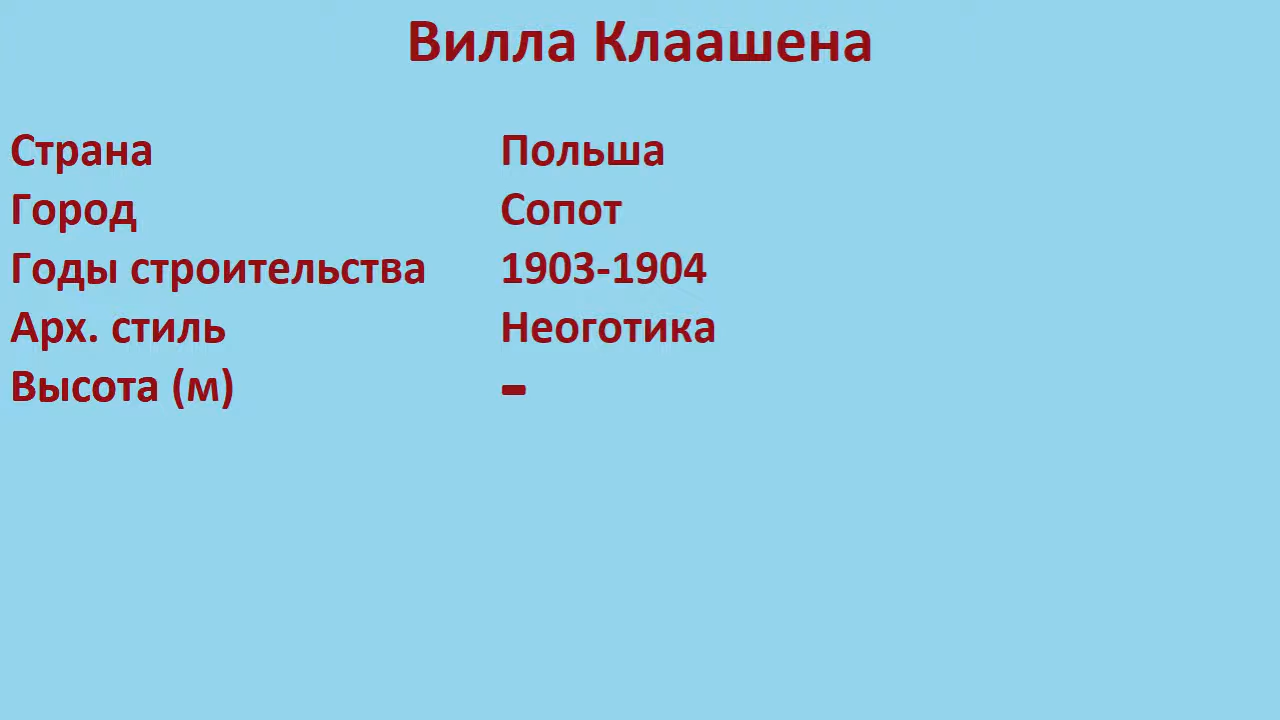 Вилла Клаашена
Страна Польша
Город Сопот
Годы строительства 1903-1904
Арх. стиль Неоготика
Высота (м) -